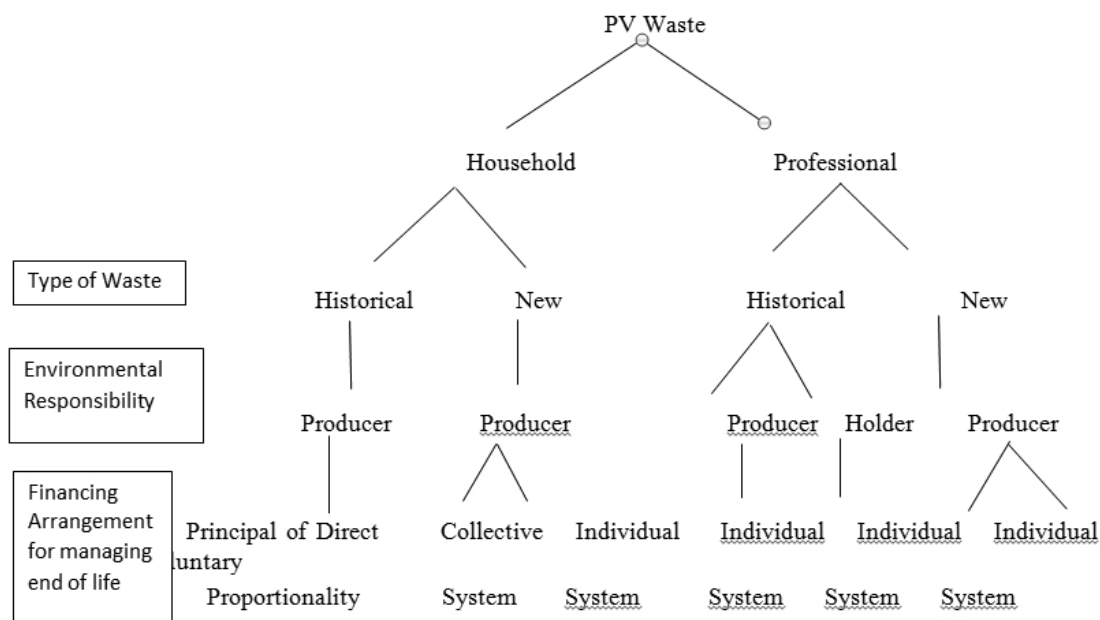 PV Waste
Household Professional
Type of Waste
Historical New Historical New
Environmental
Responsibility
Producer Producer Producer Holder Producer
Financing
Arrangement
for managing
end of life
Principal of Direct Collective Individual Individual Individual Individual
luntary
Proportionality System System System System System